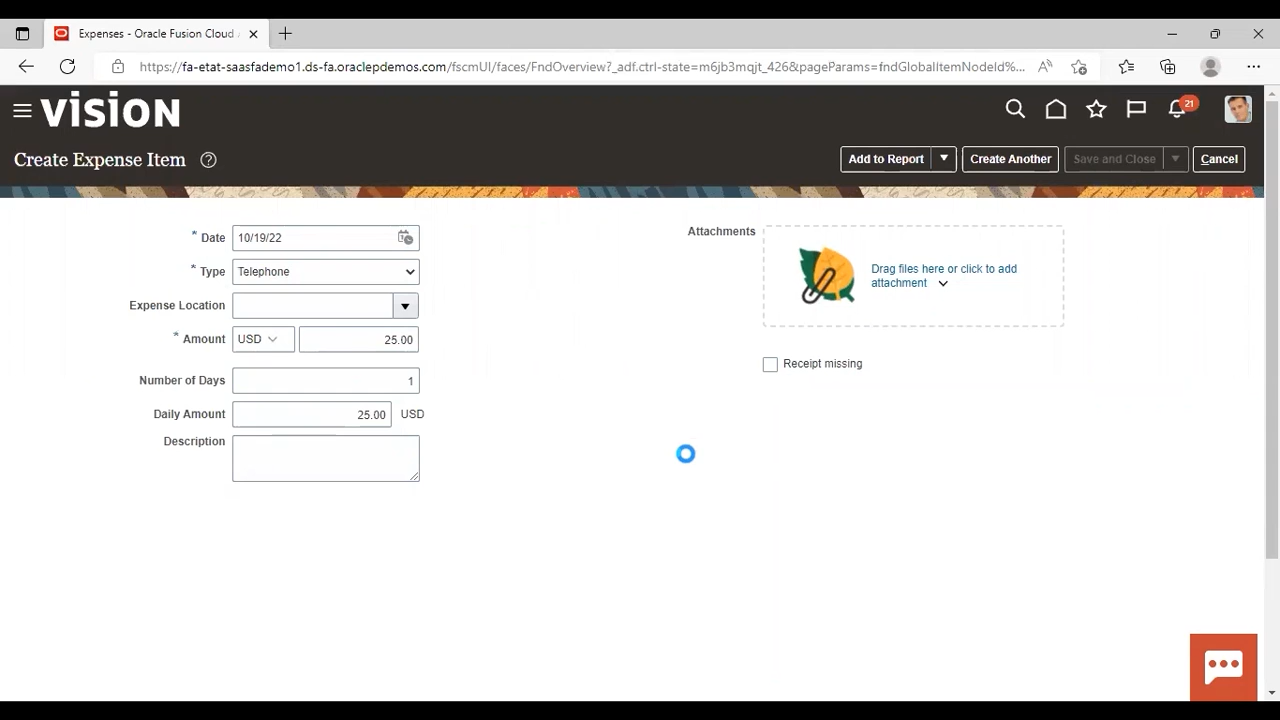 Expenses - Oracle Fusion Cloud A
https://fa-etat-saasfademo1.ds-fa.oraclepdemos.com/fscmUI/faces/FndOverview?_adf.ctrl-state=m6jb3mqjt_426&pageParams=fndGlobalItemNodeId%...
VISION
21
Create Expense Item
Add to Report
Create Another
Save and Close
Cancel
* Date 10/19/22
* Type Telephone
Expense Location
* Amount USD 25.00
Number of Days 1
Daily Amount 25.00 USD
Description
Attachments
Drag files here or click to add
attachment
Receipt missing